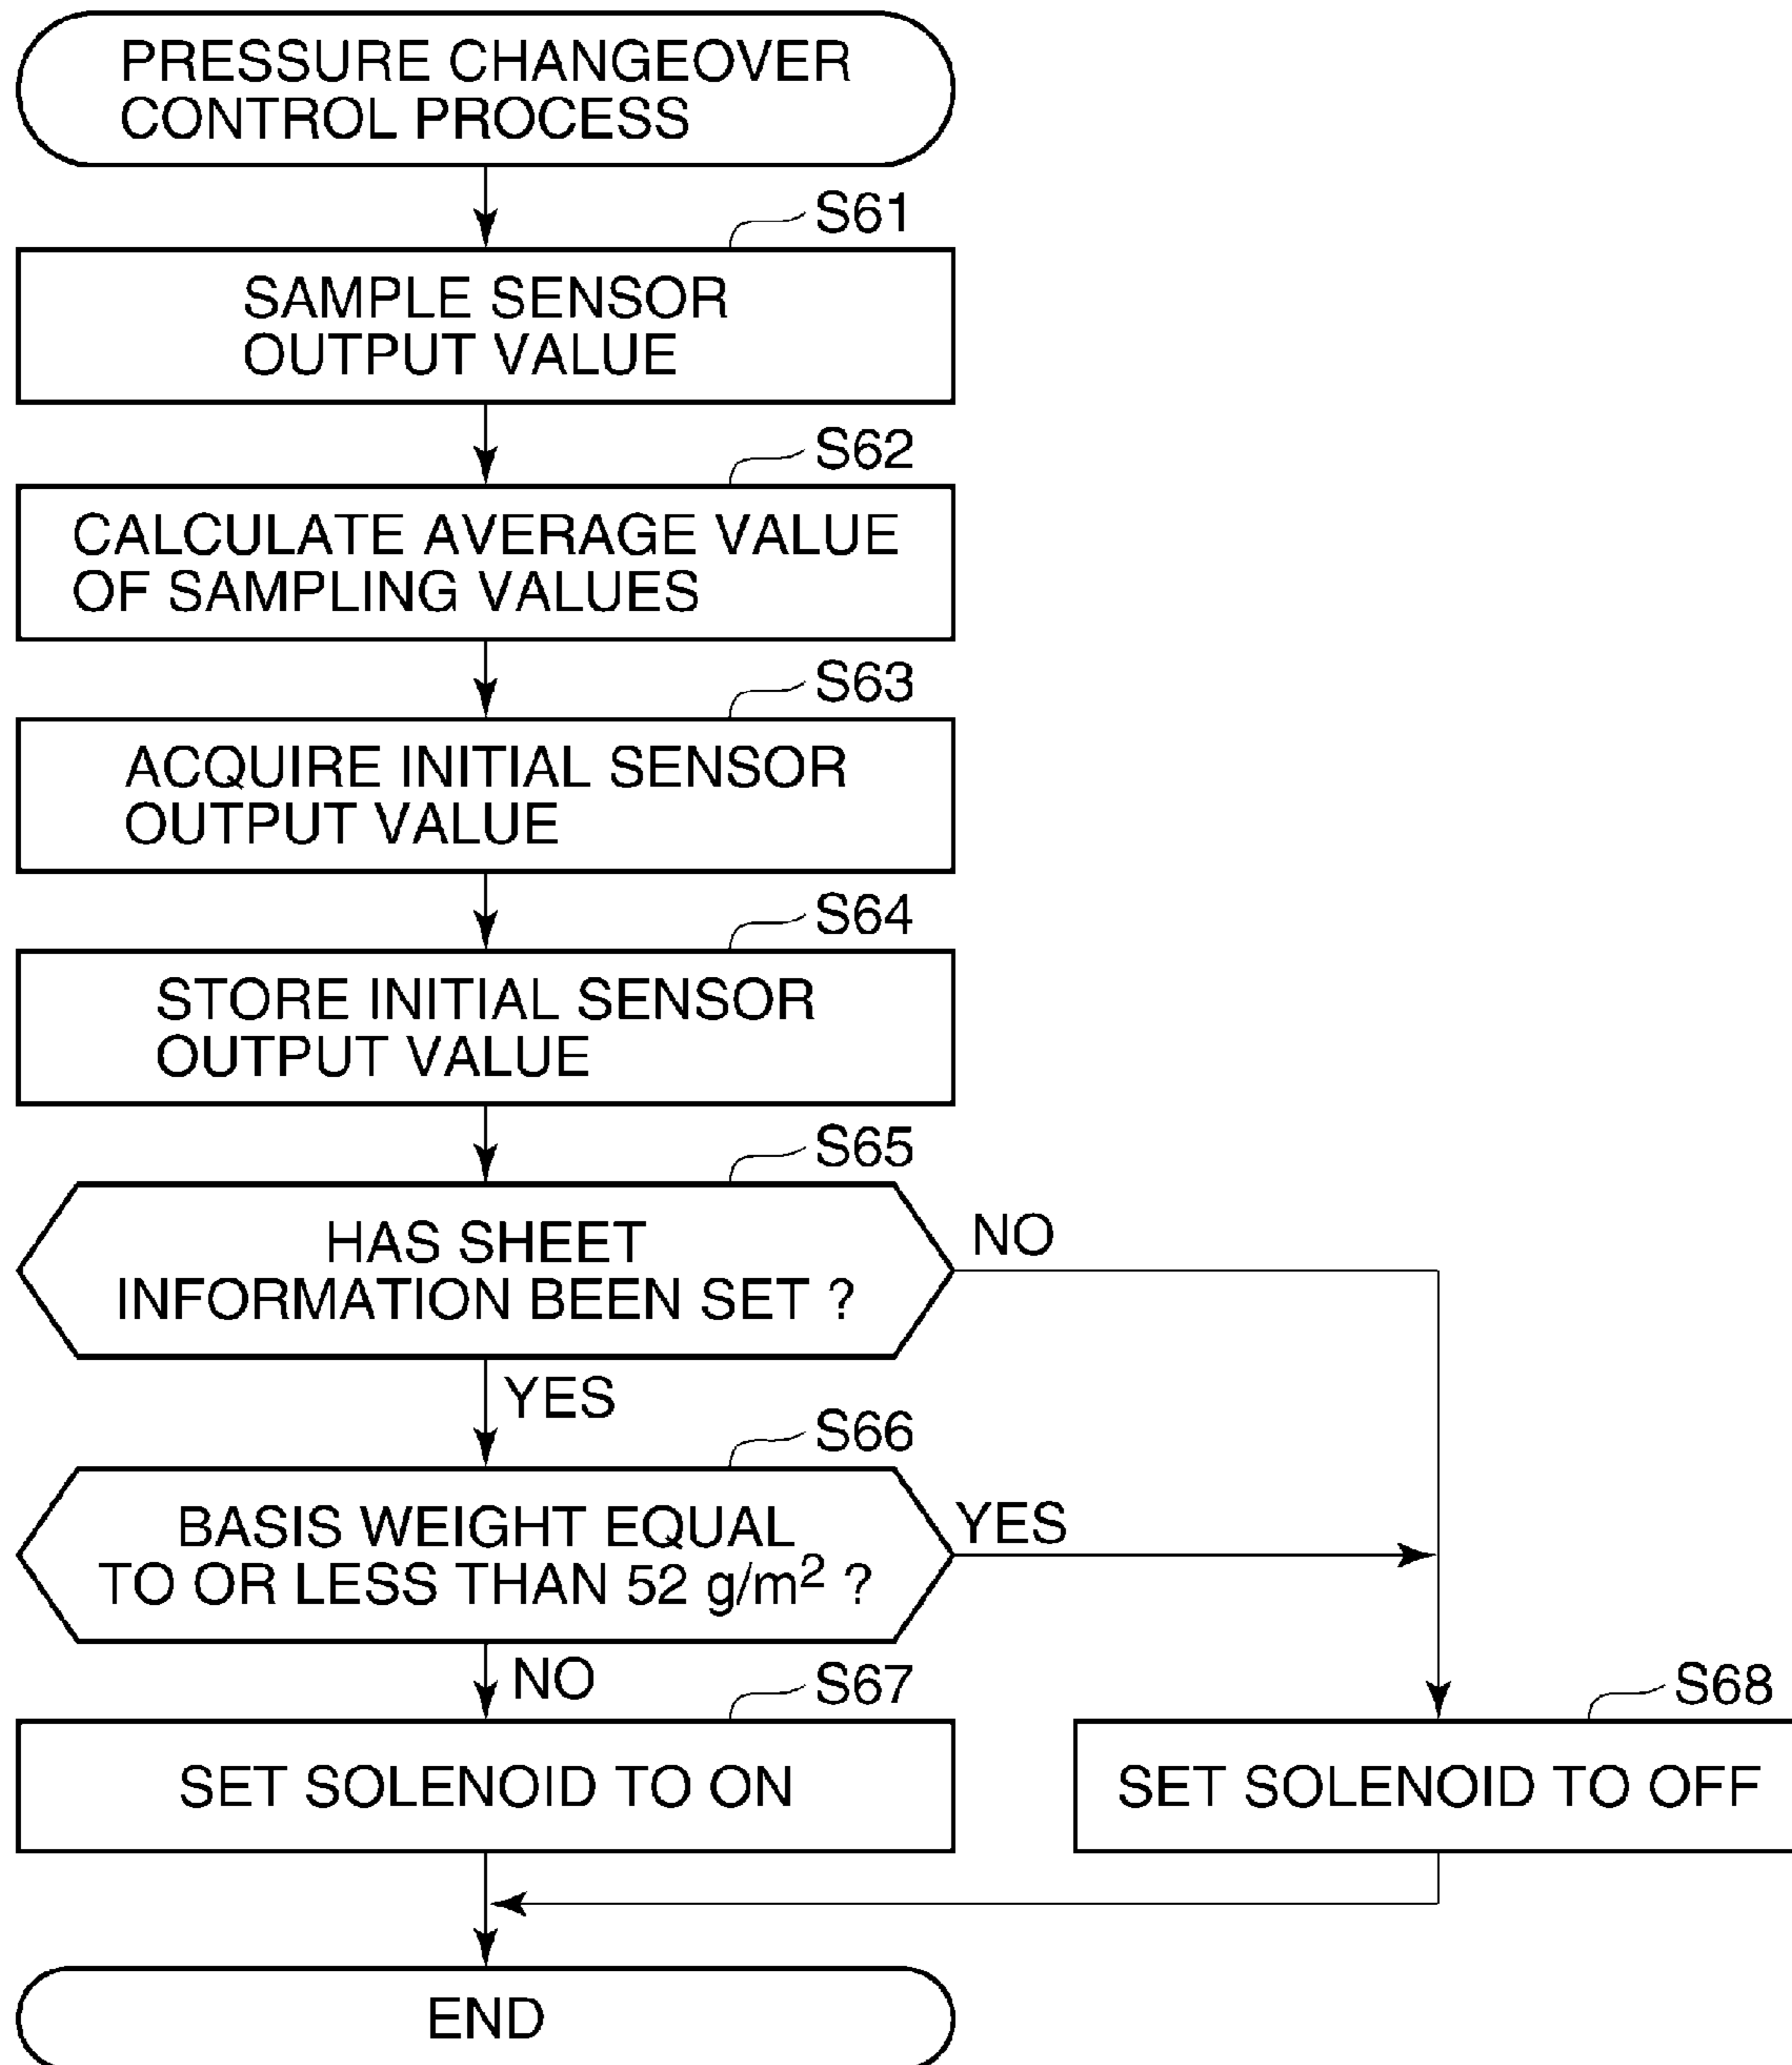 PRESSURE CHANGEOVER
CONTROL PROCESS
S61
SAMPLE SENSOR
OUTPUT VALUE
S62
CALCULATE AVERAGE VALUE
OF SAMPLING VALUES
S63
ACQUIRE INITIAL SENSOR
OUTPUT VALUE
S64
STORE INITIAL SENSOR
OUTPUT VALUE
S65
HAS SHEET
INFORMATION BEEN SET ?
NO
YES
S66
BASIS WEIGHT EQUAL
TO OR LESS THAN 52 g/m² ?
YES
NO
S67
SET SOLENOID TO ON
S68
SET SOLENOID TO OFF
END